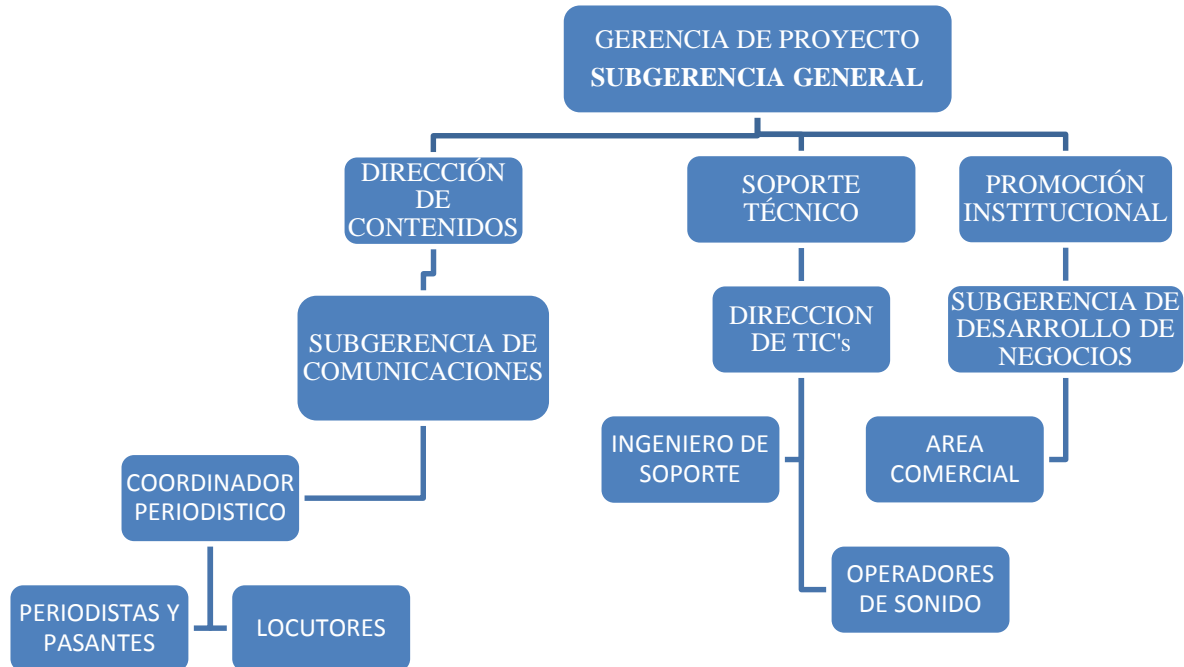 GERENCIA DE PROYECTO
SUBGERENCIA GENERAL
DIRECCIÓN
DE
CONTENIDOS
SOPORTE
TÉCNICO
PROMOCIÓN
INSTITUCIONAL
SUBGERENCIA DE
COMUNICACIONES
DIRECCION
DE TIC's
SUBGERENCIA DE
DESARROLLO DE
NEGOCIOS
COORDINADOR
PERIODISTICO
INGENIERO DE
SOPORTE
AREA
COMERCIAL
PERIODISTAS Y
PASANTES
LOCUTORES
OPERADORES
DE SONIDO